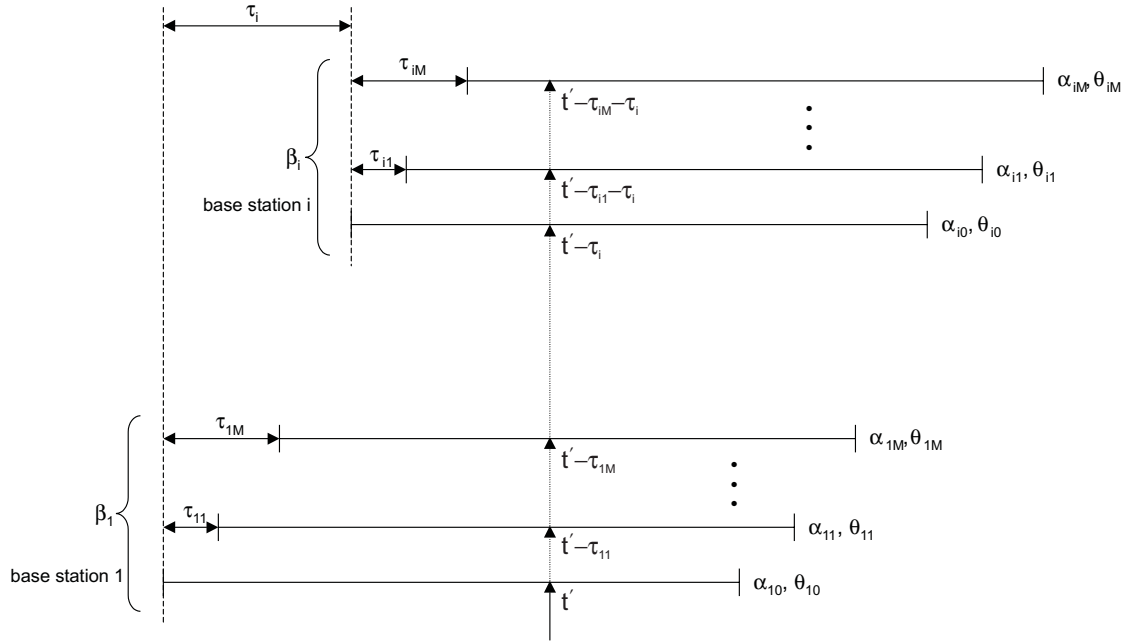 τi
τiM
αiM, θiM
t′−τiM−τi
βi
τi1
αi1, θi1
t′−τi1−τi
base station i
αi0, θi0
t′−τi
τ1M
α1M, θ1M
t′−τ1M
β1
τ11
α11, θ11
t′−τ11
base station 1
α10, θ10
t′